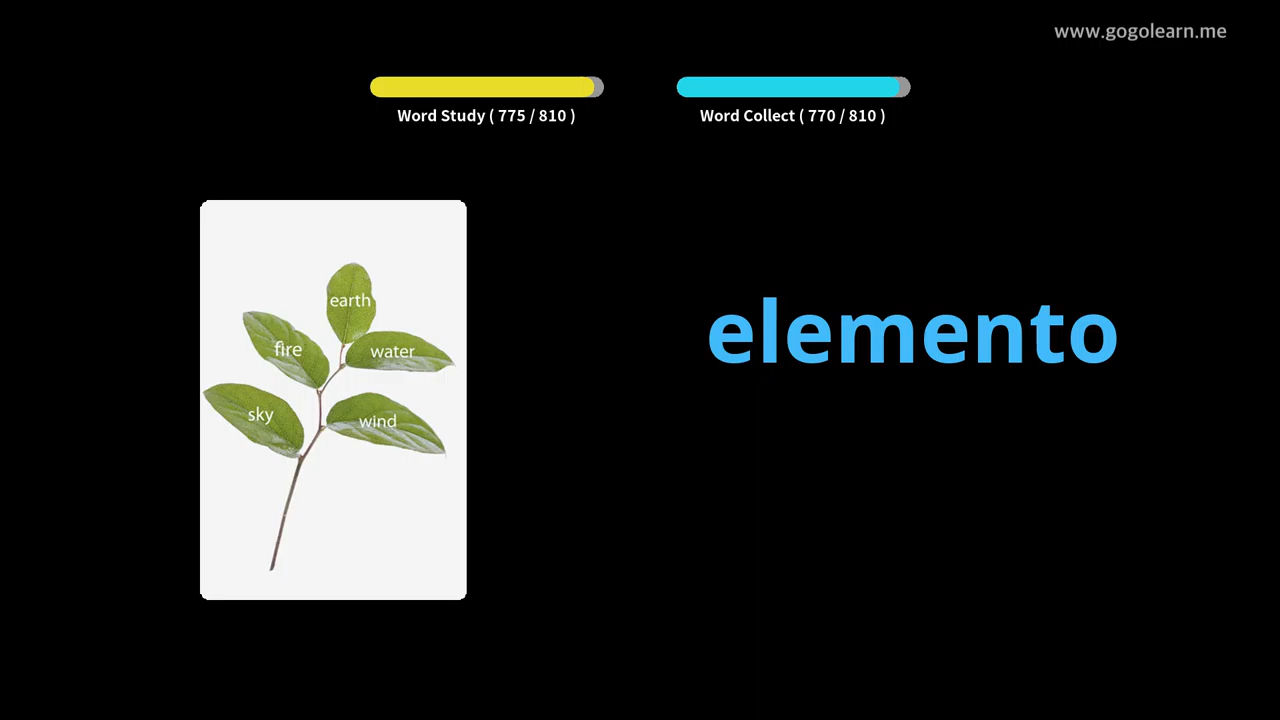 www.gogolearn.me
Word Study ( 775 / 810 )
Word Collect ( 770 / 810 )
earth
fire
water
sky
wind
elemento